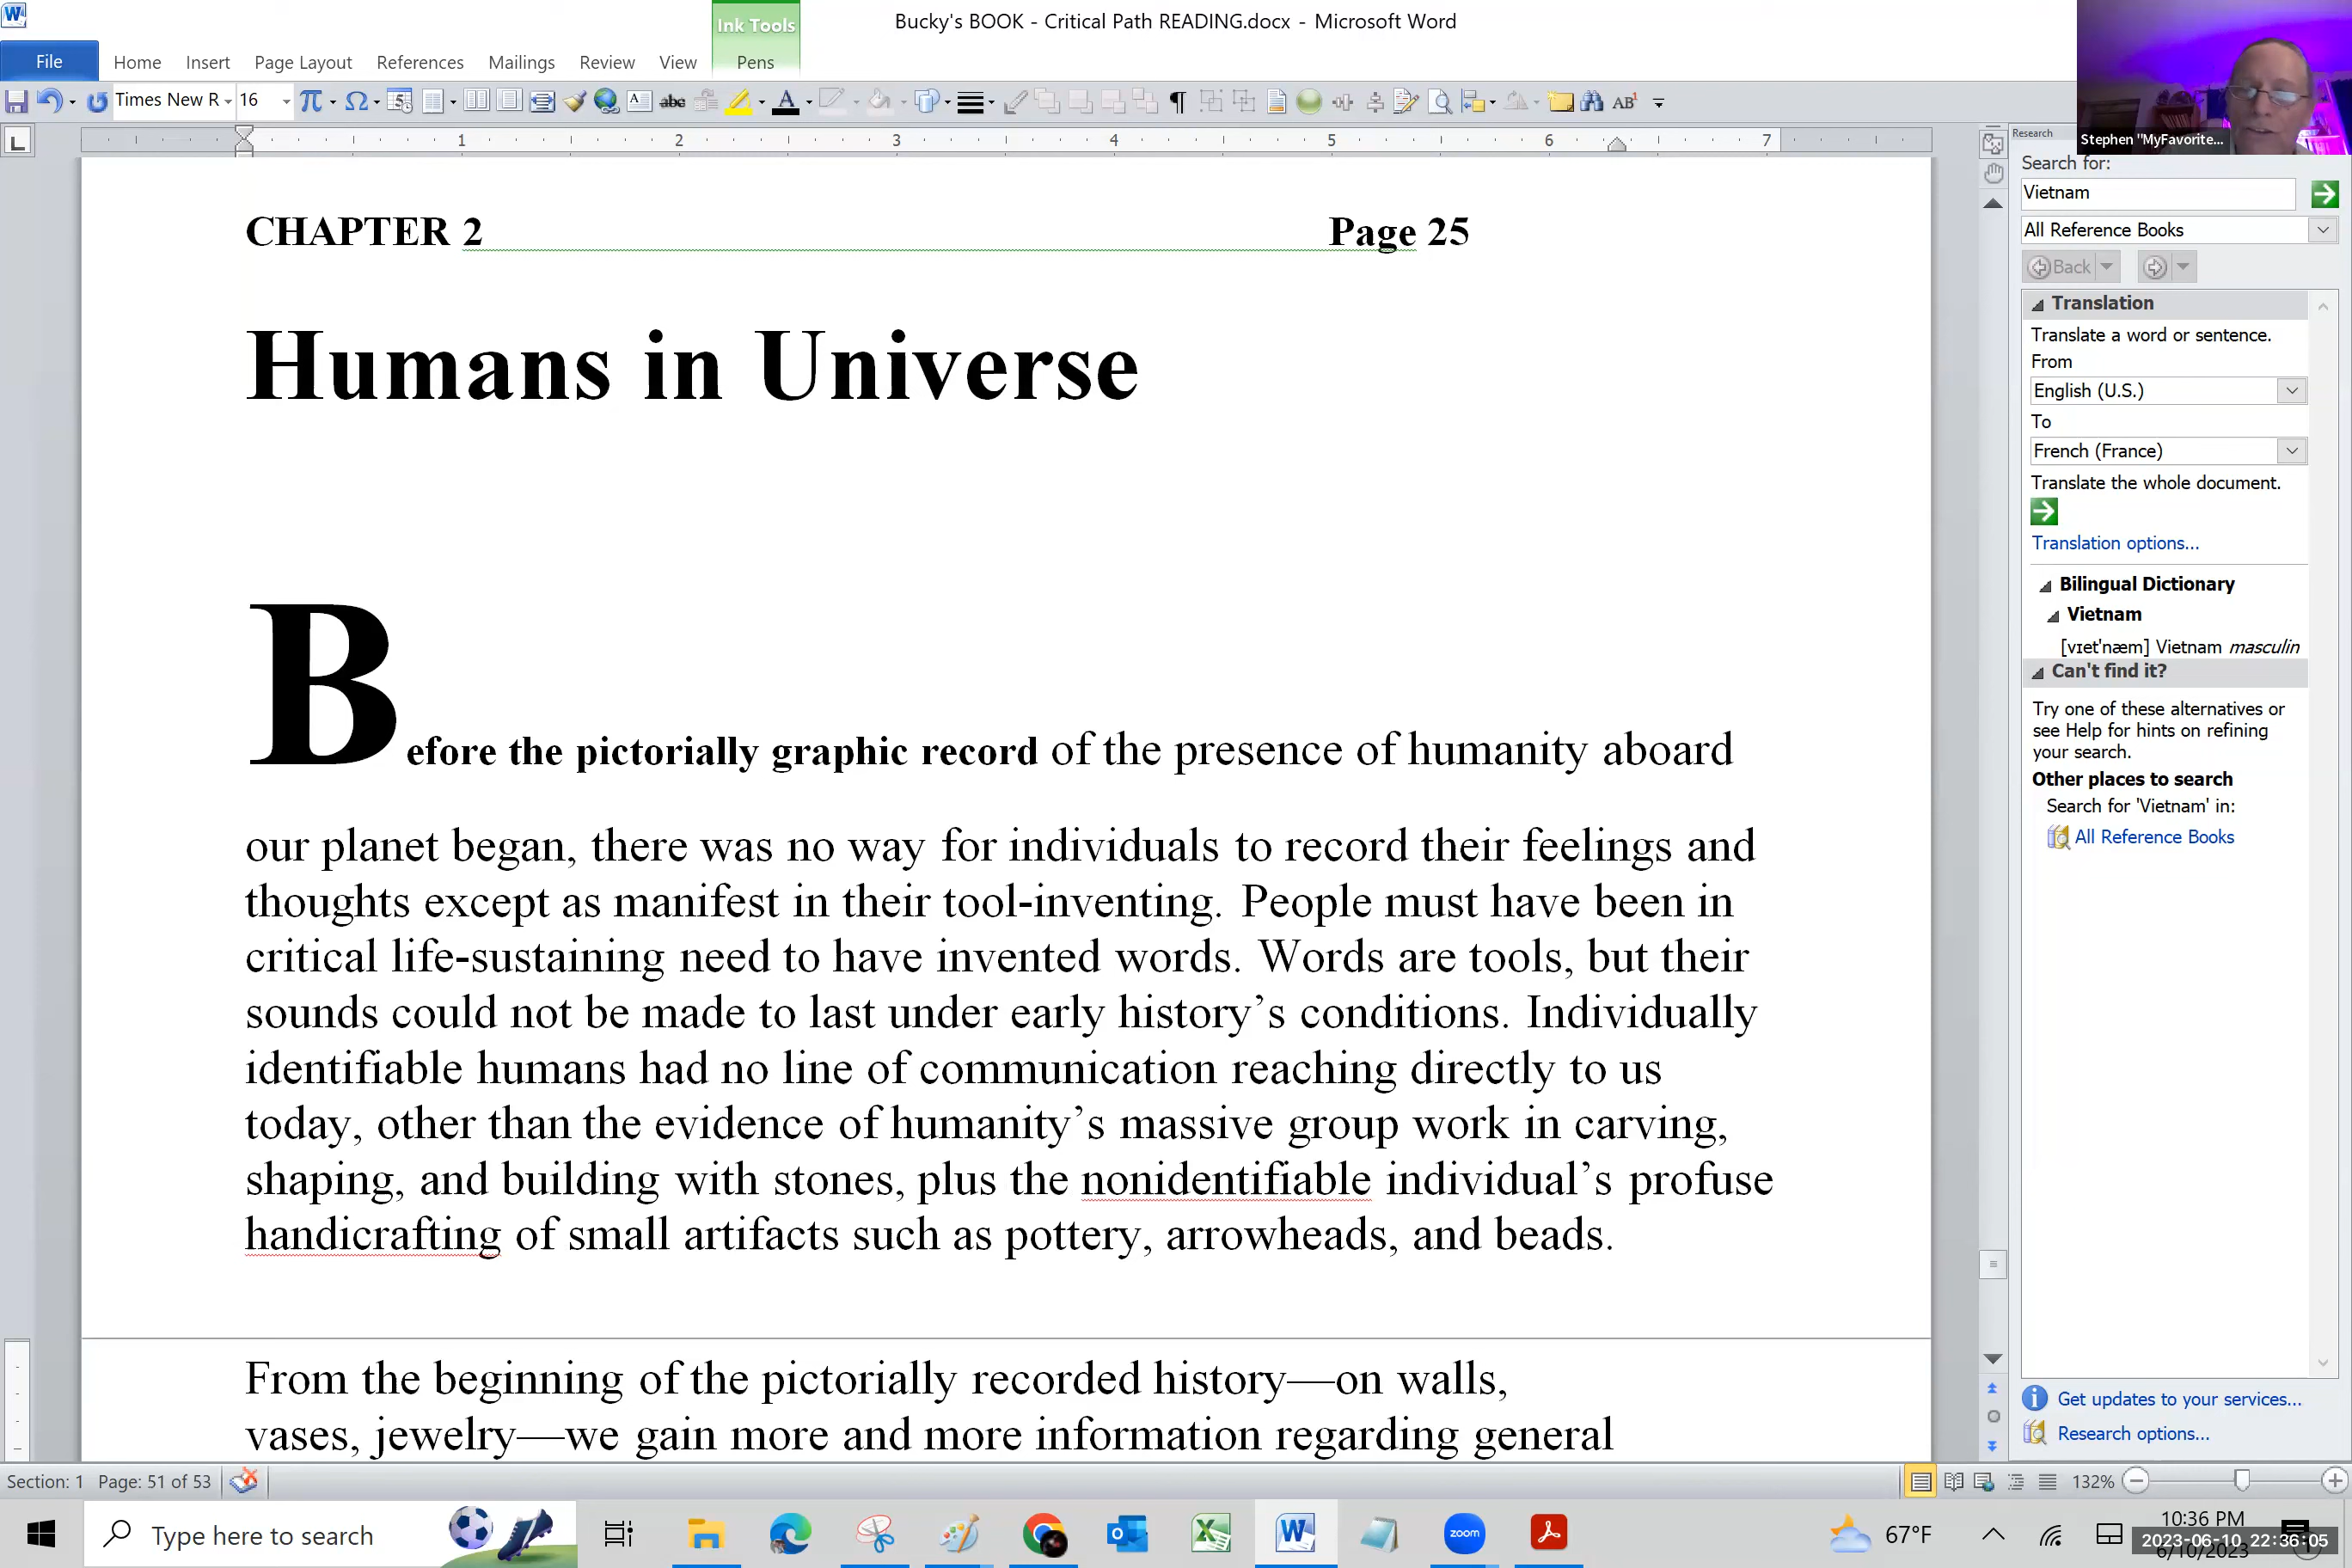 Bucky's BOOK - Critical Path READING.docx - Microsoft Word
Ink Tools
File Home Insert Page Layout References Mailings Review View Pens
Times New R 16
1 2 3 4 5 6 7
Stephen "MyFavorite...
CHAPTER 2 Page 25
Humans in Universe
Before the pictorially graphic record of the presence of humanity aboard
our planet began, there was no way for individuals to record their feelings and
thoughts except as manifest in their tool-inventing. People must have been in
critical life-sustaining need to have invented words. Words are tools, but their
sounds could not be made to last under early history’s conditions. Individually
identifiable humans had no line of communication reaching directly to us
today, other than the evidence of humanity’s massive group work in carving,
shaping, and building with stones, plus the nonidentifiable individual’s profuse
handicrafting of small artifacts such as pottery, arrowheads, and beads.
From the beginning of the pictorially recorded history—on walls,
vases, jewelry—we gain more and more information regarding general
Research
Search for:
Vietnam
All Reference Books
Back
Translation
Translate a word or sentence.
From
English (U.S.)
To
French (France)
Translate the whole document.
Translation options...
Bilingual Dictionary
Vietnam
[vɪet'næm] Vietnam masculin
Can't find it?
Try one of these alternatives or
see Help for hints on refining
your search.
Other places to search
Search for 'Vietnam' in:
All Reference Books
Get updates to your services...
Research options...
Section: 1 Page: 51 of 53
132%
Type here to search
zoom
67°F
10:36 PM
2023-06-10 22:36:05
6/10/2023